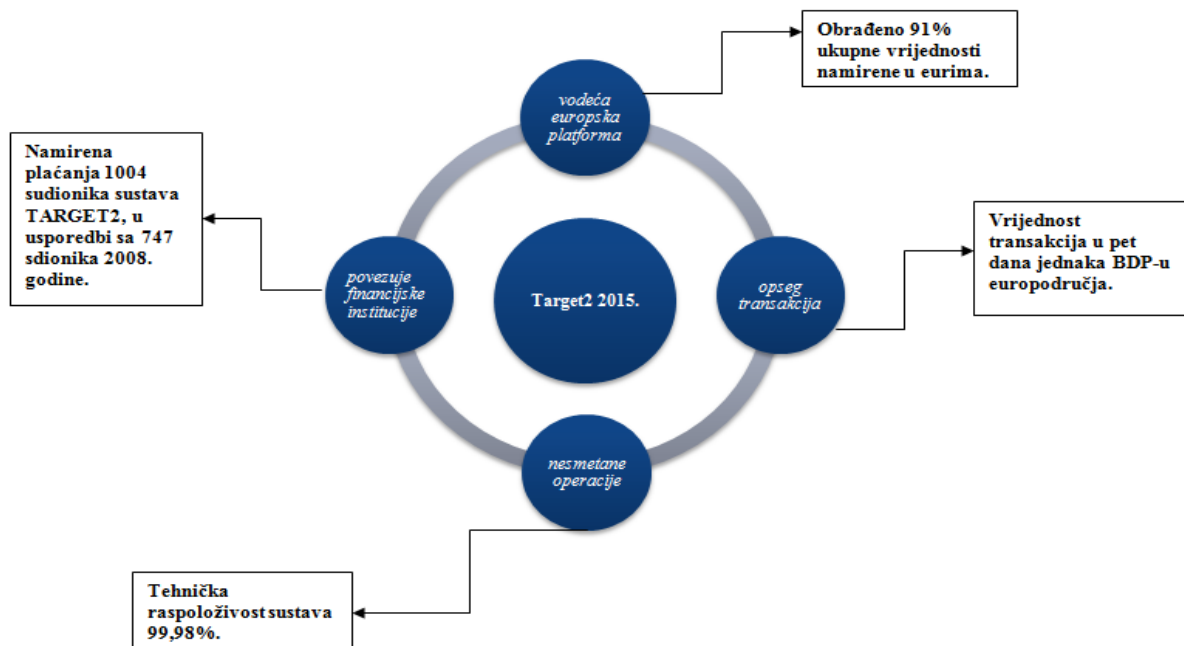 Obrađeno 91%
ukupne vrijednosti
namirene u eurima.
vodeća
europska
platforma
Namirena
plaćanja 1004
sudionika sustava
TARGET2, u
usporedbi sa 747
sdionika 2008.
godine.
Vrijednost
transakcija u pet
dana jednaka BDP-u
europodručja.
povezuje
financijske
institucije
Target2 2015.
opseg
transakcija
nesmetane
operacije
Tehnička
raspoloživost sustava
99,98%.